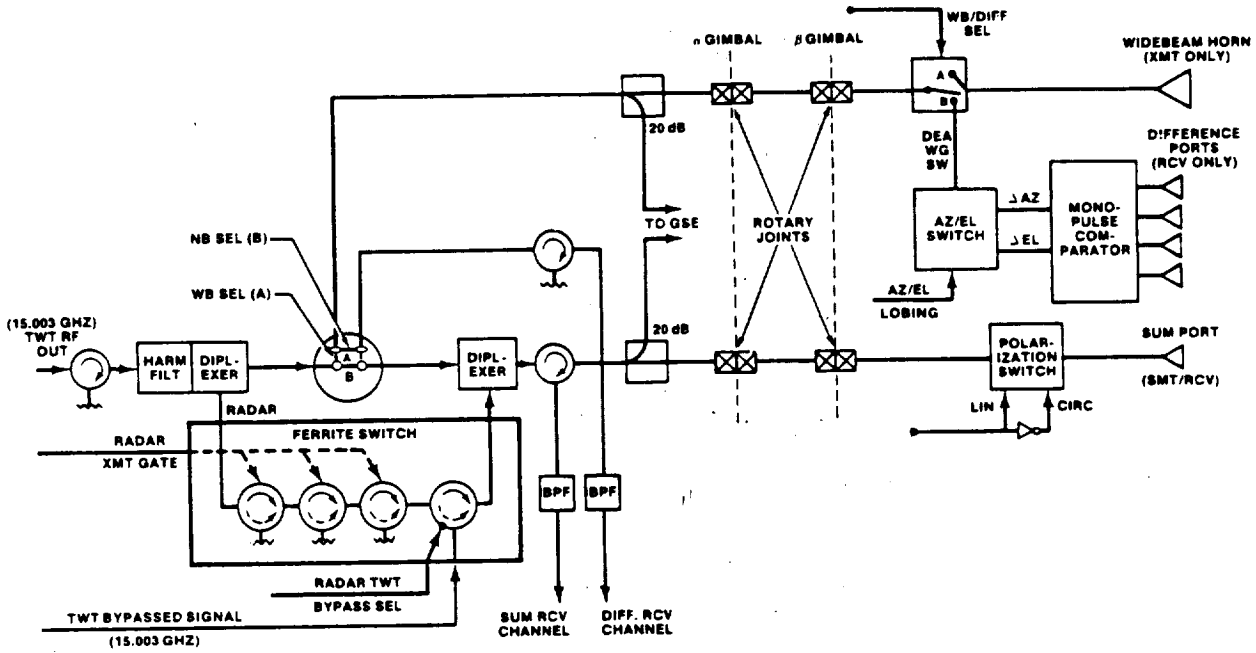 WB/DIFF
SEL
α GIMBAL
β GIMBAL
WIDEBEAM HORN
(XMT ONLY)
A
B
20 dB
DEA
WG
SW
DIFFERENCE
PORTS
(RCV ONLY)
TO GSE
ROTARY
JOINTS
AZ/EL
SWITCH
Δ AZ
Δ EL
MONO-
PULSE
COM-
PARATOR
NB SEL (B)
WB SEL (A)
AZ/EL
LOBING
(15.003 GHZ)
TWT RF
OUT
HARM
FILT
DIPL-
EXER
A
B
DIPL-
EXER
20 dB
POLAR-
IZATION
SWITCH
SUM PORT
(SMT/RCV)
LIN
CIRC
RADAR
FERRITE SWITCH
RADAR
XMT GATE
BPF
BPF
RADAR TWT
BYPASS SEL
TWT BYPASSED SIGNAL
(15.003 GHZ)
SUM RCV
CHANNEL
DIFF. RCV
CHANNEL